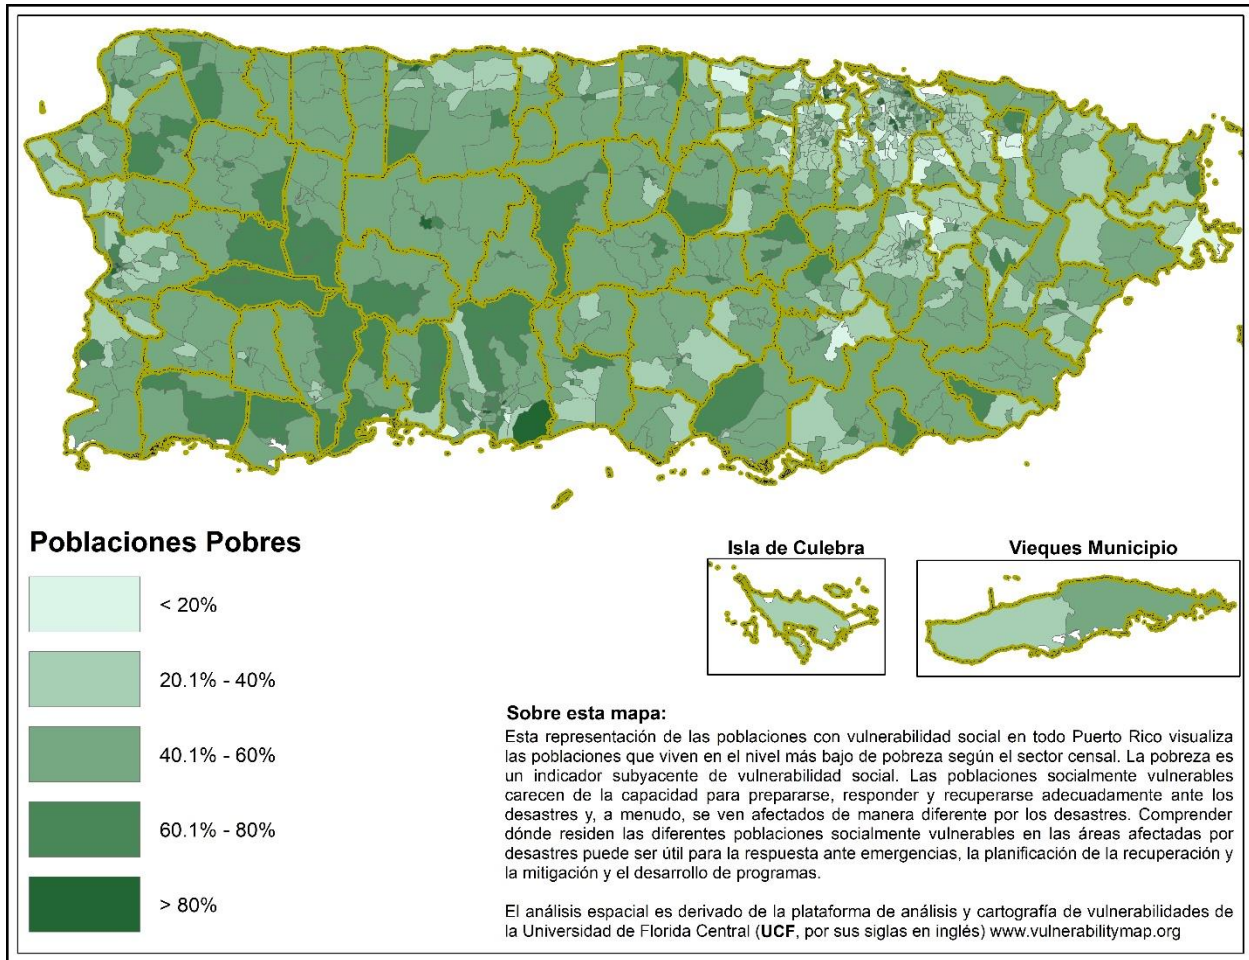 Poblaciones Pobres
< 20%
20.1% - 40%
40.1% - 60%
60.1% - 80%
> 80%
Isla de Culebra
Vieques Municipio
Sobre esta mapa:
Esta representación de las poblaciones con vulnerabilidad social en todo Puerto Rico visualiza
las poblaciones que viven en el nivel más bajo de pobreza según el sector censal. La pobreza es
un indicador subyacente de vulnerabilidad social. Las poblaciones socialmente vulnerables
carecen de la capacidad para prepararse, responder y recuperarse adecuadamente ante los
desastres y, a menudo, se ven afectados de manera diferente por los desastres. Comprender
dónde residen las diferentes poblaciones socialmente vulnerables en las áreas afectadas por
desastres puede ser útil para la respuesta ante emergencias, la planificación de la recuperación y
la mitigación y el desarrollo de programas.
El análisis espacial es derivado de la plataforma de análisis y cartografía de vulnerabilidades de
la Universidad de Florida Central (UCF, por sus siglas en inglés) www.vulnerabilitymap.org